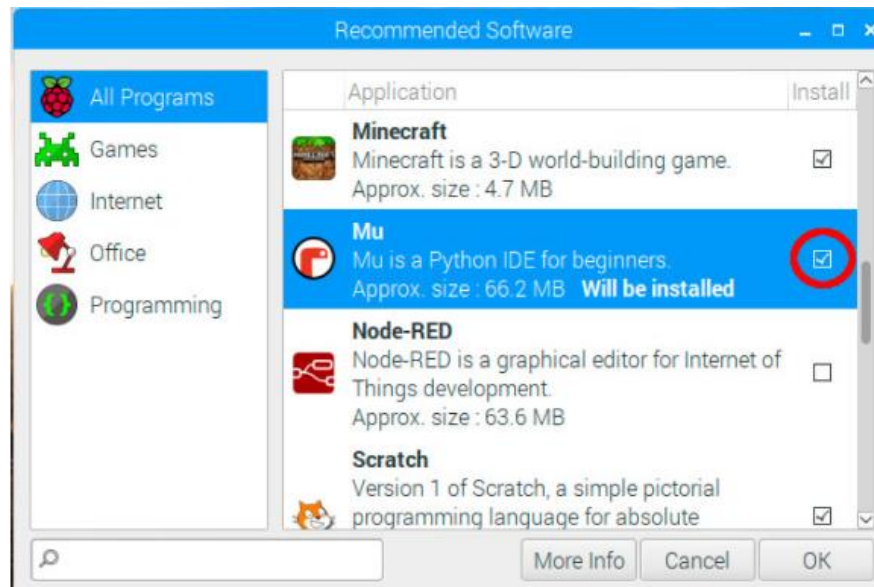 Recommended Software
All Programs
Games
Internet
Office
Programming
Application Install
Minecraft
Minecraft is a 3-D world-building game.
Approx. size : 4.7 MB
Mu
Mu is a Python IDE for beginners.
Approx. size : 66.2 MB Will be installed
Node-RED
Node-RED is a graphical editor for Internet of
Things development.
Approx. size : 63.6 MB
Scratch
Version 1 of Scratch, a simple pictorial
programming language for absolute
More Info Cancel OK